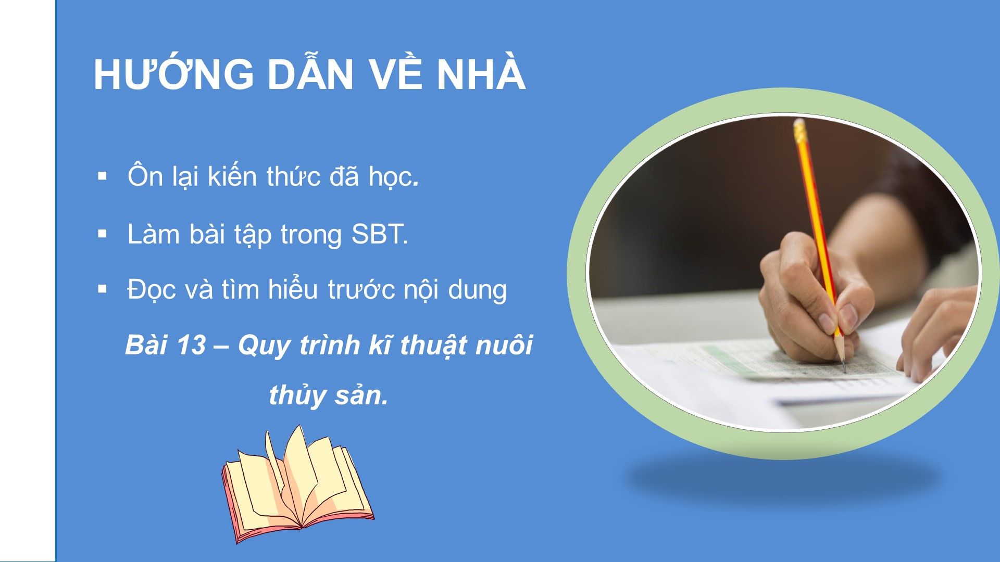 HƯỚNG DẪN VỀ NHÀ
▪ Ôn lại kiến thức đã học.
▪ Làm bài tập trong SBT.
▪ Đọc và tìm hiểu trước nội dung
Bài 13 – Quy trình kĩ thuật nuôi
thủy sản.